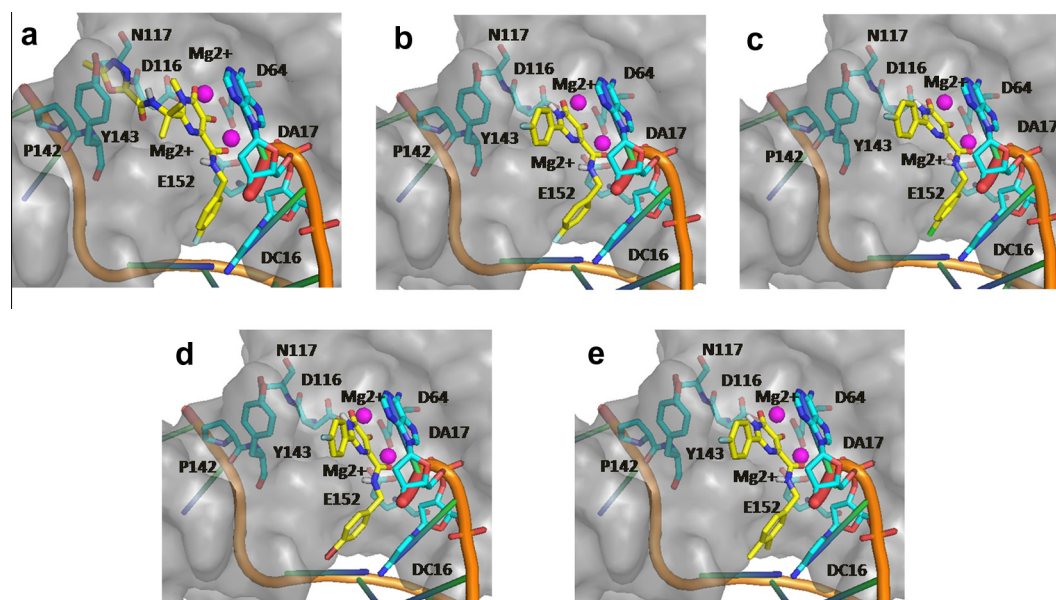 a
N117
Mg2+
D116
D64
Y143
DA17
P142
Mg2+
E152
DC16
b
N117
D116
D64
Mg2+
Y143
DA17
P142
Mg2+
E152
DC16
c
N117
D116
D64
Mg2+
Y143
DA17
P142
Mg2+
E152
DC16
d
N117
D116
D64
Mg2+
DA17
Y143
P142
Mg2+
E152
DC16
e
N117
D116
D64
Mg2+
DA17
Y143
P142
Mg2+
E152
DC16